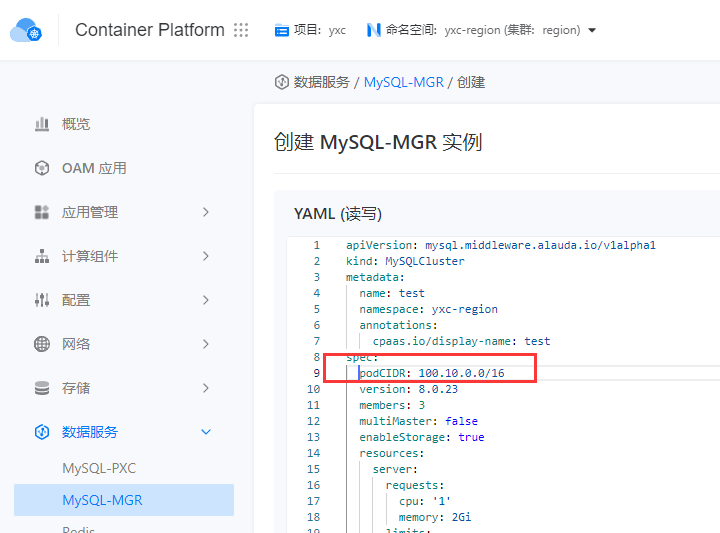 Container Platform 项目: yxc 命名空间: yxc-region (集群: region)
数据服务 / MySQL-MGR / 创建
概览
OAM 应用
应用管理
计算组件
配置
网络
存储
数据服务
MySQL-PXC
MySQL-MGR
Redis
创建 MySQL-MGR 实例
YAML (读写)
1 apiVersion: mysql.middleware.alauda.io/v1alpha1
2 kind: MySQLCluster
3 metadata:
4 name: test
5 namespace: yxc-region
6 annotations:
7 cpaas.io/display-name: test
8 spec:
9 podCIDR: 100.10.0.0/16
10 version: 8.0.23
11 members: 3
12 multiMaster: false
13 enableStorage: true
14 resources:
15 server:
16 requests:
17 cpu: '1'
18 memory: 2Gi
19 limits: